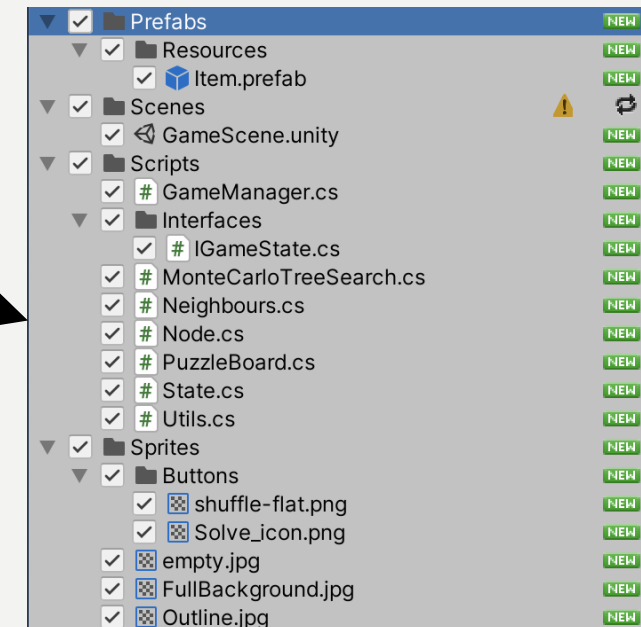 Prefabs NEW
Resources NEW
Item.prefab NEW
Scenes
GameScene.unity NEW
Scripts NEW
# GameManager.cs NEW
Interfaces NEW
# IGameState.cs NEW
# MonteCarloTreeSearch.cs NEW
# Neighbours.cs NEW
# Node.cs NEW
# PuzzleBoard.cs NEW
# State.cs NEW
# Utils.cs NEW
Sprites NEW
Buttons NEW
shuffle-flat.png NEW
Solve_icon.png NEW
empty.jpg NEW
FullBackground.jpg NEW
Outline.jpg NEW